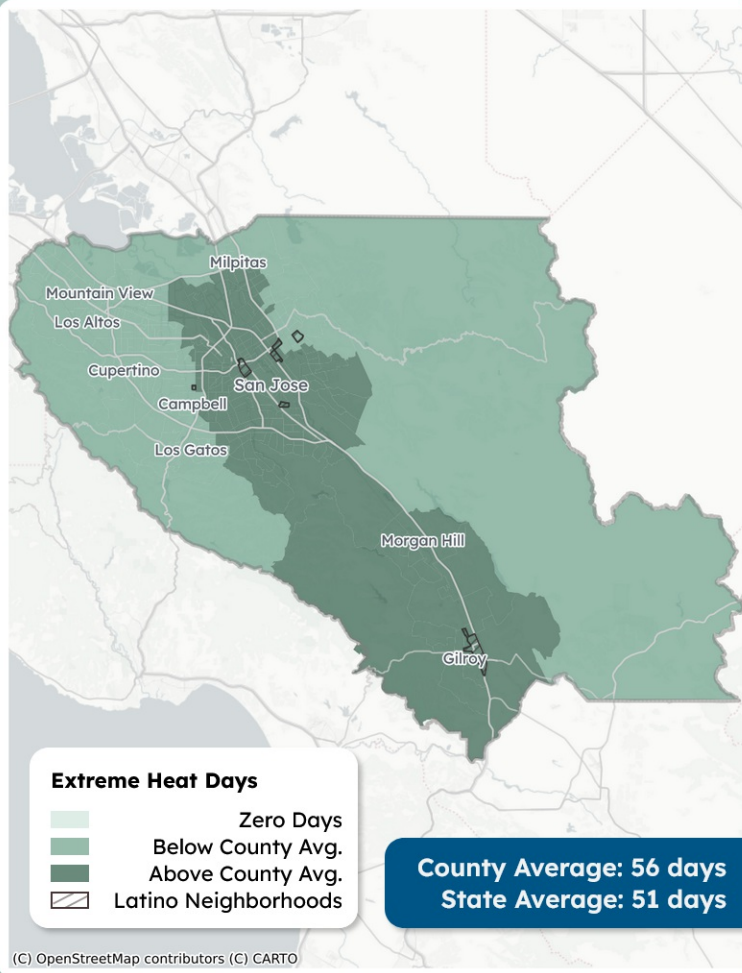 Milpitas
Mountain View
Los Altos
Cupertino
San Jose
Campbell
Los Gatos
Morgan Hill
Gilroy
Extreme Heat Days
Zero Days
Below County Avg.
Above County Avg.
Latino Neighborhoods
County Average: 56 days
State Average: 51 days
(C) OpenStreetMap contributors (C) CARTO